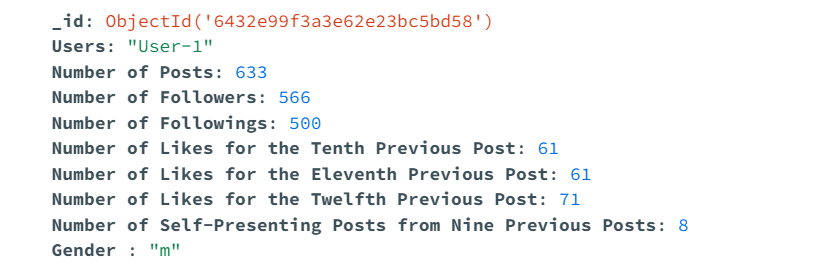 _id: ObjectId('6432e99f3a3e62e23bc5bd58')
Users: "User-1"
Number of Posts: 633
Number of Followers: 566
Number of Followings: 500
Number of Likes for the Tenth Previous Post: 61
Number of Likes for the Eleventh Previous Post: 61
Number of Likes for the Twelfth Previous Post: 71
Number of Self-Presenting Posts from Nine Previous Posts: 8
Gender : "m"